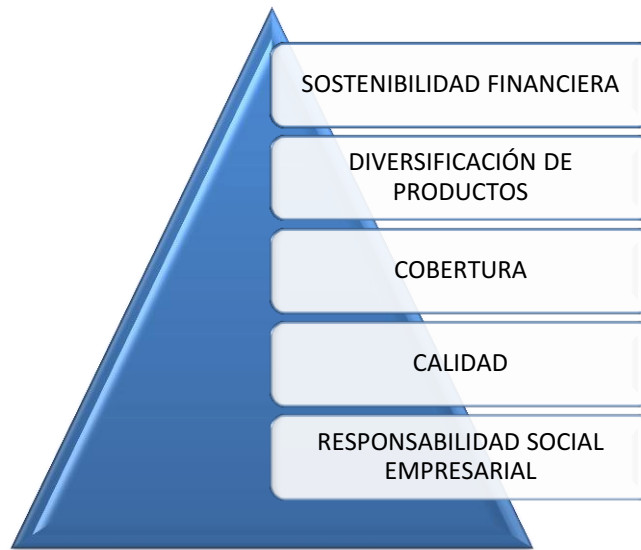 SOSTENIBILIDAD FINANCIERA
DIVERSIFICACIÓN DE
PRODUCTOS
COBERTURA
CALIDAD
RESPONSABILIDAD SOCIAL
EMPRESARIAL